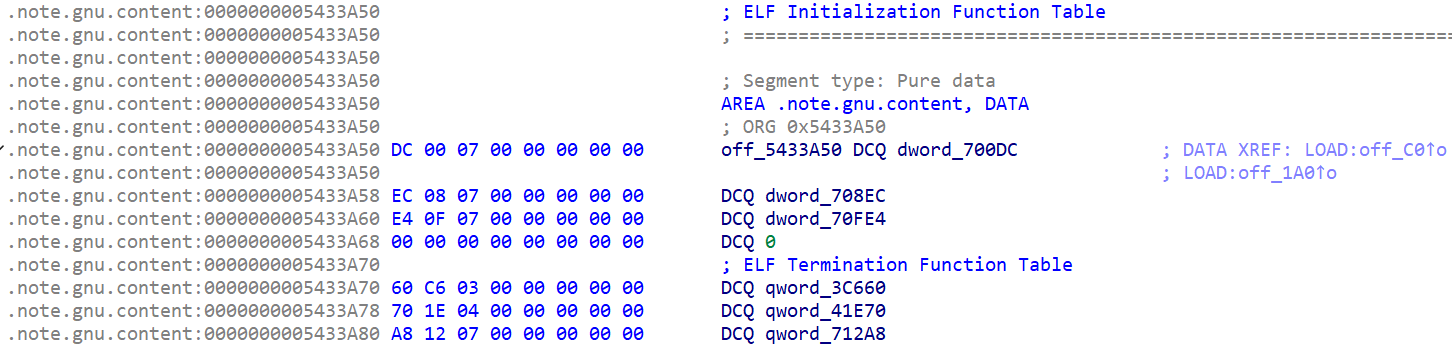 .note.gnu.content:0000000005433A50 ; ELF Initialization Function Table
.note.gnu.content:0000000005433A50 ; =================================================================
.note.gnu.content:0000000005433A50
.note.gnu.content:0000000005433A50 ; Segment type: Pure data
.note.gnu.content:0000000005433A50 AREA .note.gnu.content, DATA
.note.gnu.content:0000000005433A50 ; ORG 0x5433A50
.note.gnu.content:0000000005433A50 DC 00 07 00 00 00 00 00 off_5433A50 DCQ dword_700DC ; DATA XREF: LOAD:off_C0↑o
.note.gnu.content:0000000005433A50 ; LOAD:off_1A0↑o
.note.gnu.content:0000000005433A58 EC 08 07 00 00 00 00 00 DCQ dword_708EC
.note.gnu.content:0000000005433A60 E4 0F 07 00 00 00 00 00 DCQ dword_70FE4
.note.gnu.content:0000000005433A68 00 00 00 00 00 00 00 00 DCQ 0
.note.gnu.content:0000000005433A70 ; ELF Termination Function Table
.note.gnu.content:0000000005433A70 60 C6 03 00 00 00 00 00 DCQ qword_3C660
.note.gnu.content:0000000005433A78 70 1E 04 00 00 00 00 00 DCQ qword_41E70
.note.gnu.content:0000000005433A80 A8 12 07 00 00 00 00 00 DCQ qword_712A8